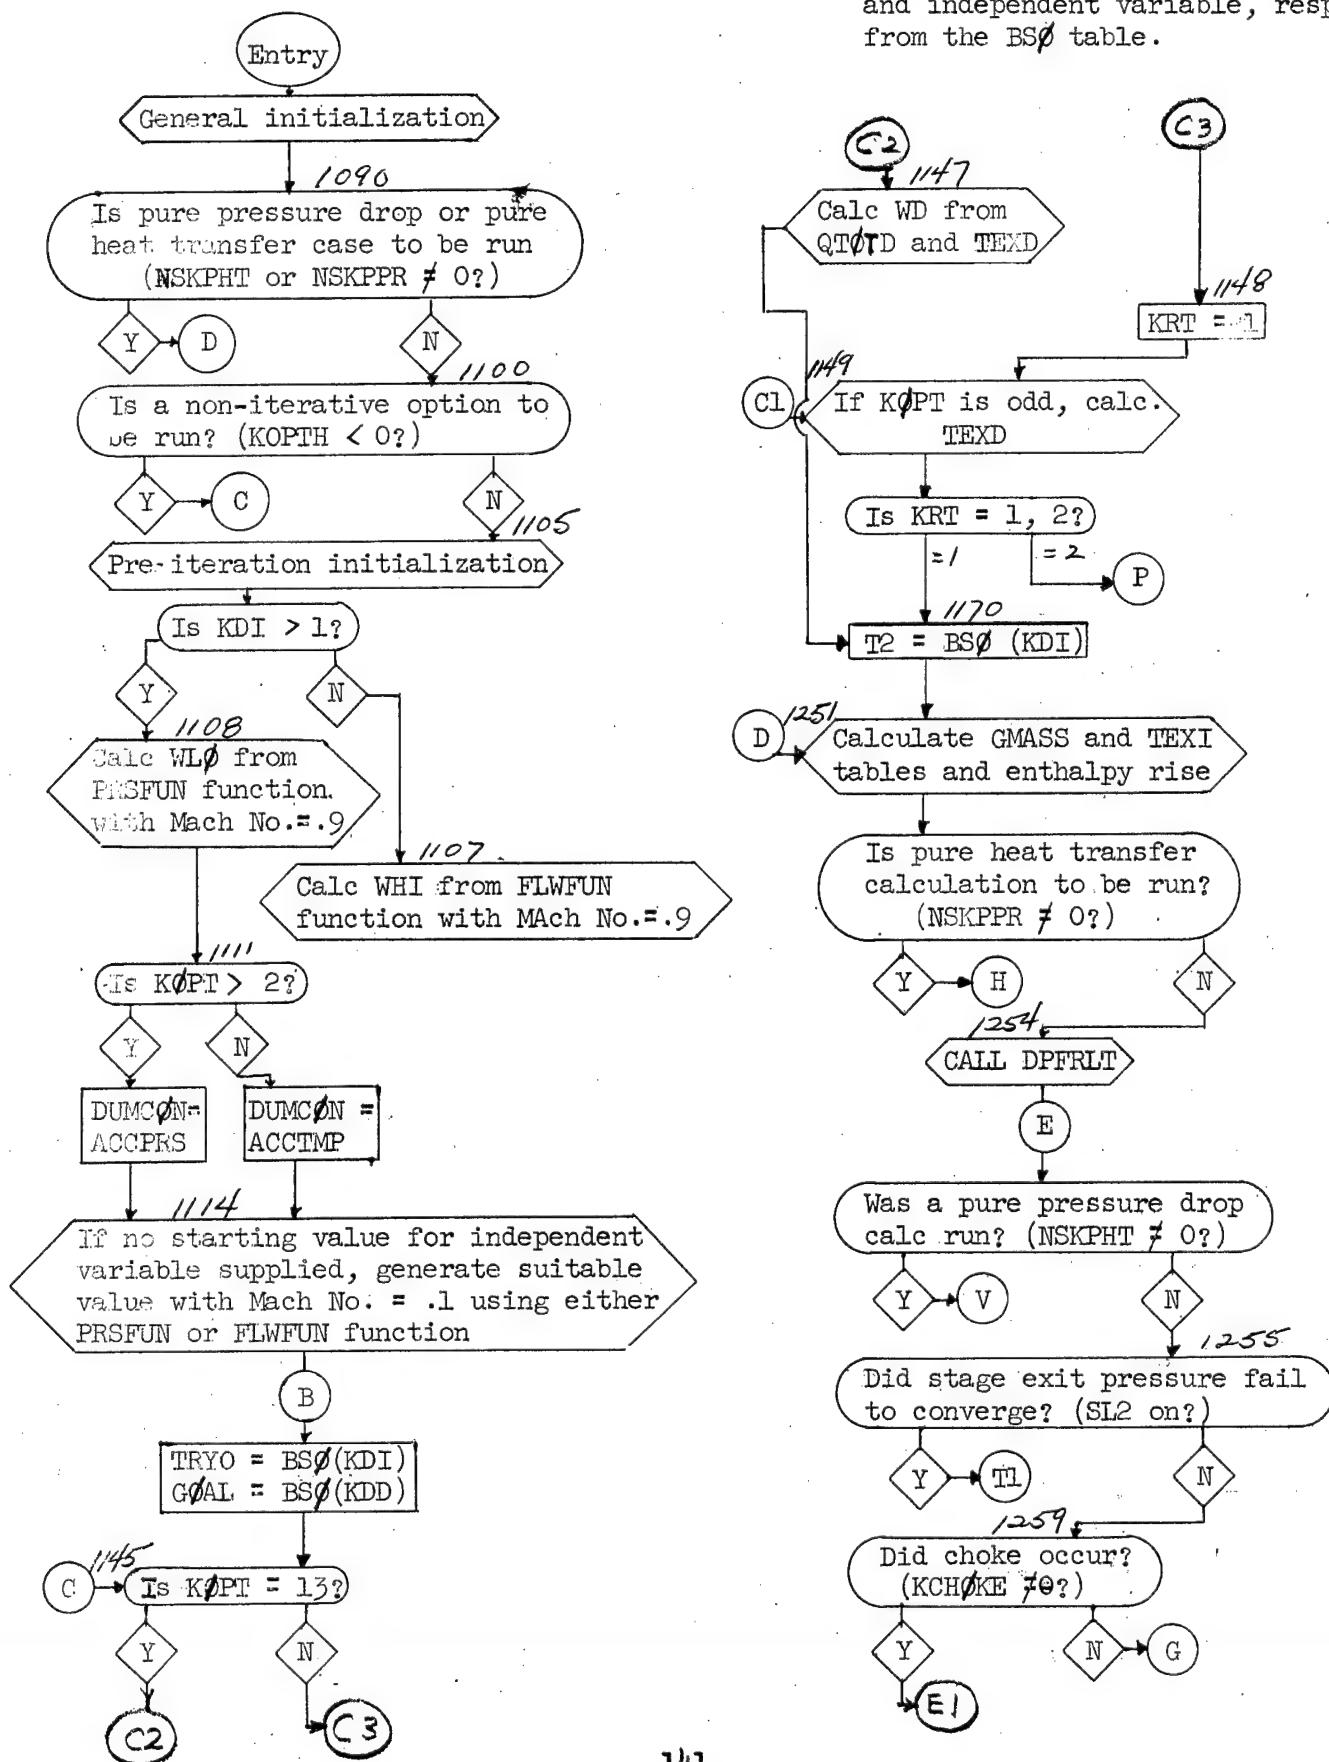 and independent variable, resp
from the BSØ table.
Entry
General initialization
1090
Is pure pressure drop or pure
heat transfer case to be run
(NSKPHT or NSKPPR ≠ 0?)
Y
D
N
1100
Is a non-iterative option to
be run? (KOPTH < 0?)
Y
C
N
1105
Pre-iteration initialization
Is KDI > 1?
Y
N
1108
Calc WLØ from
PRSFUN function
with Mach No.=.9
1107
Calc WHI from FLWFUN
function with MAch No.=.9
1111
Is KØPT > 2?
Y
N
DUMCØN=
ACCPRS
DUMCØN =
ACCTMP
1114
If no starting value for independent
variable supplied, generate suitable
value with Mach No. = .1 using either
PRSFUN or FLWFUN function
B
TRYO = BSØ(KDI)
GØAL = BSØ(KDD)
C
1145
Is KØPT = 13?
Y
N
C2
C3
C2
1147
Calc WD from
QTØTD and TEXD
C3
1148
KRT = 1
C1
1149
If KØPT is odd, calc.
TEXD
Is KRT = 1, 2?
=1
=2
P
1170
T2 = BSØ (KDI)
D
1251
Calculate GMASS and TEXI
tables and enthalpy rise
Is pure heat transfer
calculation to be run?
(NSKPPR ≠ 0?)
Y
H
N
1254
CALL DPFRLT
E
Was a pure pressure drop
calc run? (NSKPHT ≠ 0?)
Y
V
N
1255
Did stage exit pressure fail
to converge? (SL2 on?)
Y
T1
N
1259
Did choke occur?
(KCHØKE ≠0?)
Y
N
G
E1
141